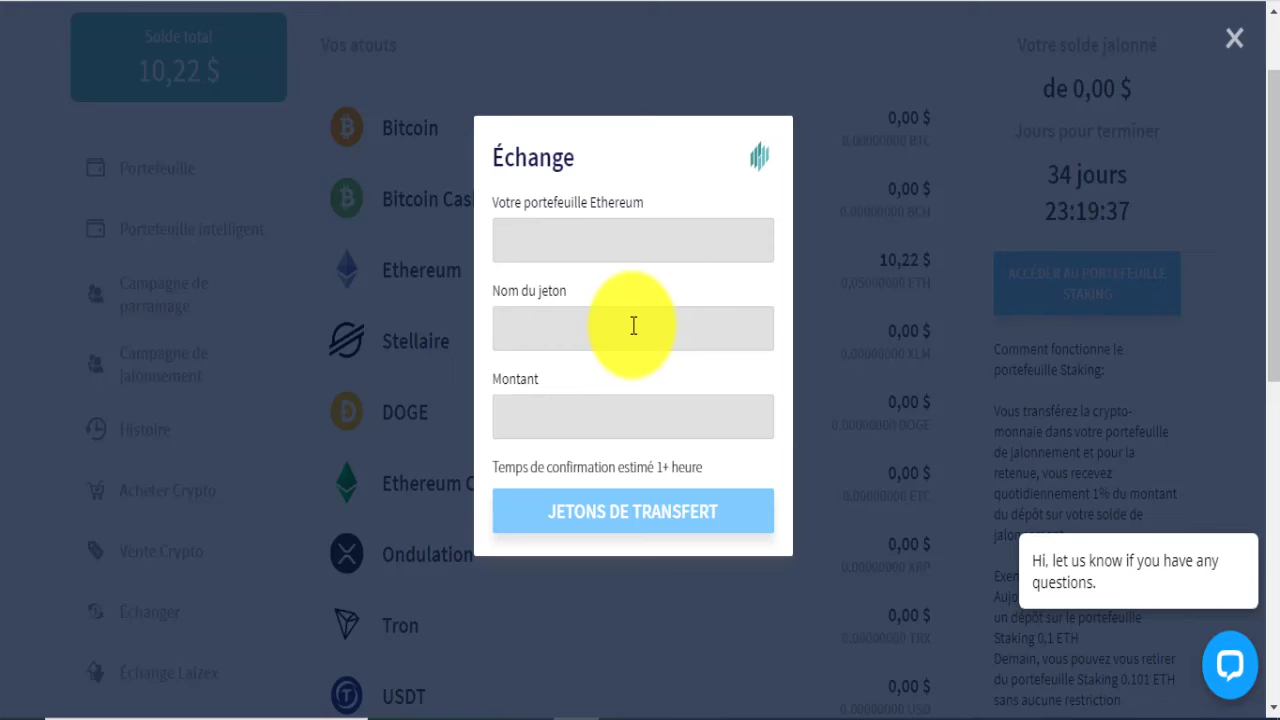 Solde total
10,22 $
Portefeuille
Portefeuille intelligent
Campagne de
parrainage
Campagne de
jalonnement
Histoire
Acheter Crypto
Vente Crypto
Échanger
Échange Laizex
Vos atouts
Bitcoin
0,00 $
0.00000000 BTC
Bitcoin Cas
0,00 $
0.00000000 BCH
Ethereum
10,22 $
0,05000000 ETH
Stellaire
0,00 $
0.00000000 XLM
DOGE
0,00 $
0.00000000 DOGE
Ethereum C
0,00 $
0.00000000 ETC
Ondulation
0,00 $
0.00000000 XRP
Tron
0,00 $
0.00000000 TRX
USDT
0,00 $
0.00000000 USD
Échange
Votre portefeuille Ethereum
Nom du jeton
Montant
Temps de confirmation estimé 1+ heure
JETONS DE TRANSFERT
Votre solde jalonné
de 0,00 $
Jours pour terminer
34 jours
23:19:37
ACCÉDER AU PORTEFEUILLE
STAKING
Comment fonctionne le
portefeuille Staking:
Vous transférez la crypto-
monnaie dans votre portefeuille
de jalonnement et pour la
retenue, vous recevez
quotidiennement 1% du montant
du dépôt sur votre solde de
Hi, let us know if you have any
questions.
un dépôt sur le portefeuille
Staking 0,1 ETH
Demain, vous pouvez vous retirer
du portefeuille Staking 0.101 ETH
sans aucune restriction